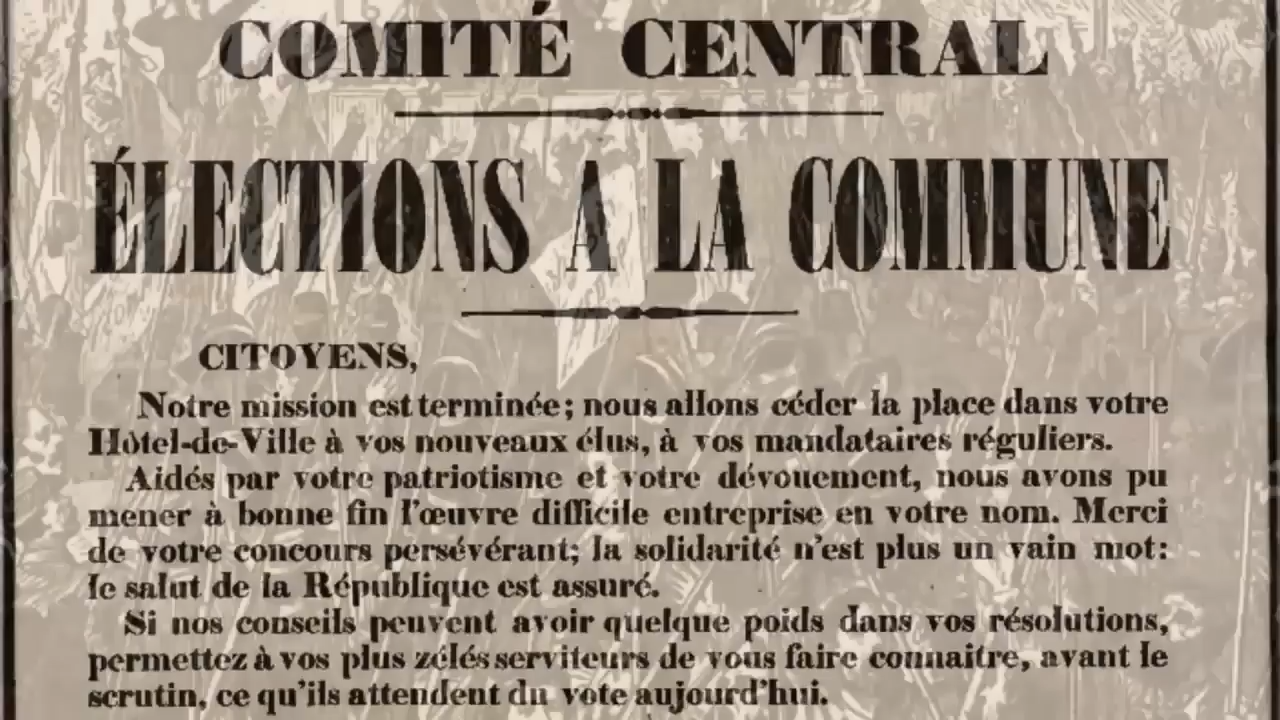 COMITÉ CENTRAL
ÉLECTIONS A LA COMMUNE
CITOYENS,
Notre mission est terminée; nous allons céder la place dans votre
Hôtel-de-Ville à vos nouveaux élus, à vos mandataires réguliers.
Aidés par votre patriotisme et votre dévouement, nous avons pu
mener à bonne fin l'œuvre difficile entreprise en votre nom. Merci
de votre concours persévérant; la solidarité n'est plus un vain mot:
le salut de la République est assuré.
Si nos conseils peuvent avoir quelque poids dans vos résolutions,
permettez à vos plus zélés serviteurs de vous faire connaitre, avant le
scrutin, ce qu'ils attendent du vote aujourd'hui.